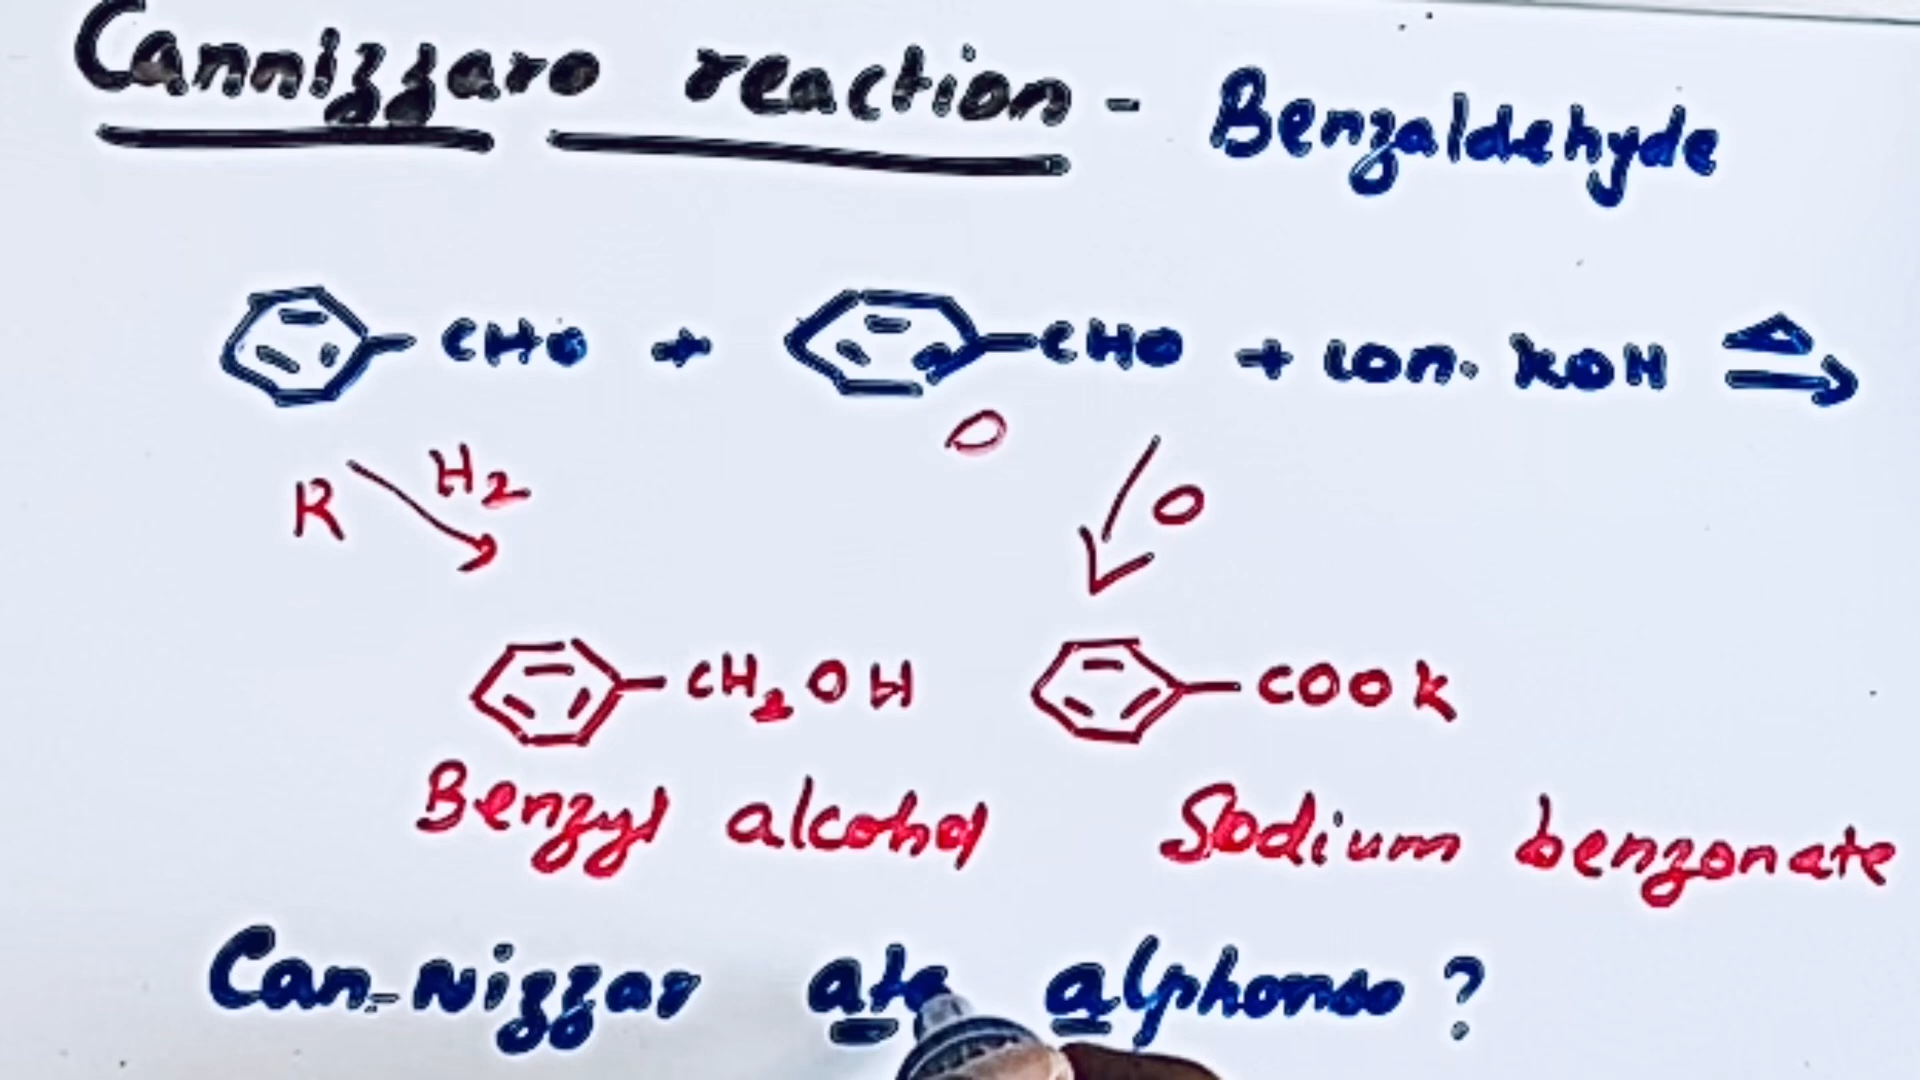 Cannizzaro reaction - Benzaldehyde
CHO + CHO + con. KOH Δ
R H2 O O
CH2OH COOK
Benzyl alcohol Sodium benzonate
Can-Nizzar ate alphonso ?